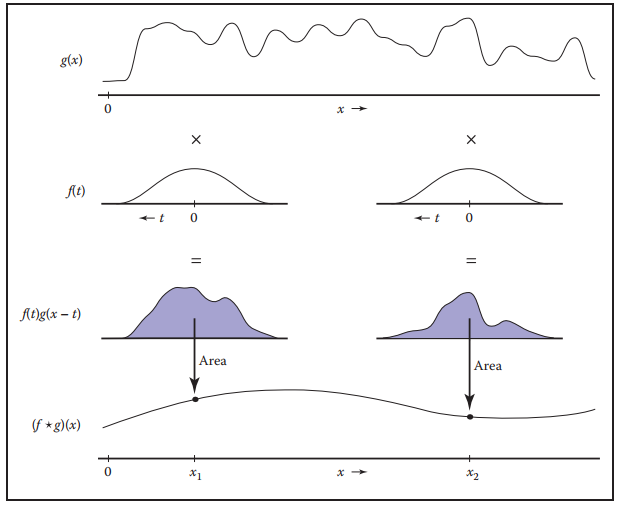 g(x)
0 x →
× ×
f(t)
← t 0 ← t 0
= =
f(t)g(x − t)
Area Area
(f ⋆ g)(x)
0 x₁ x → x₂